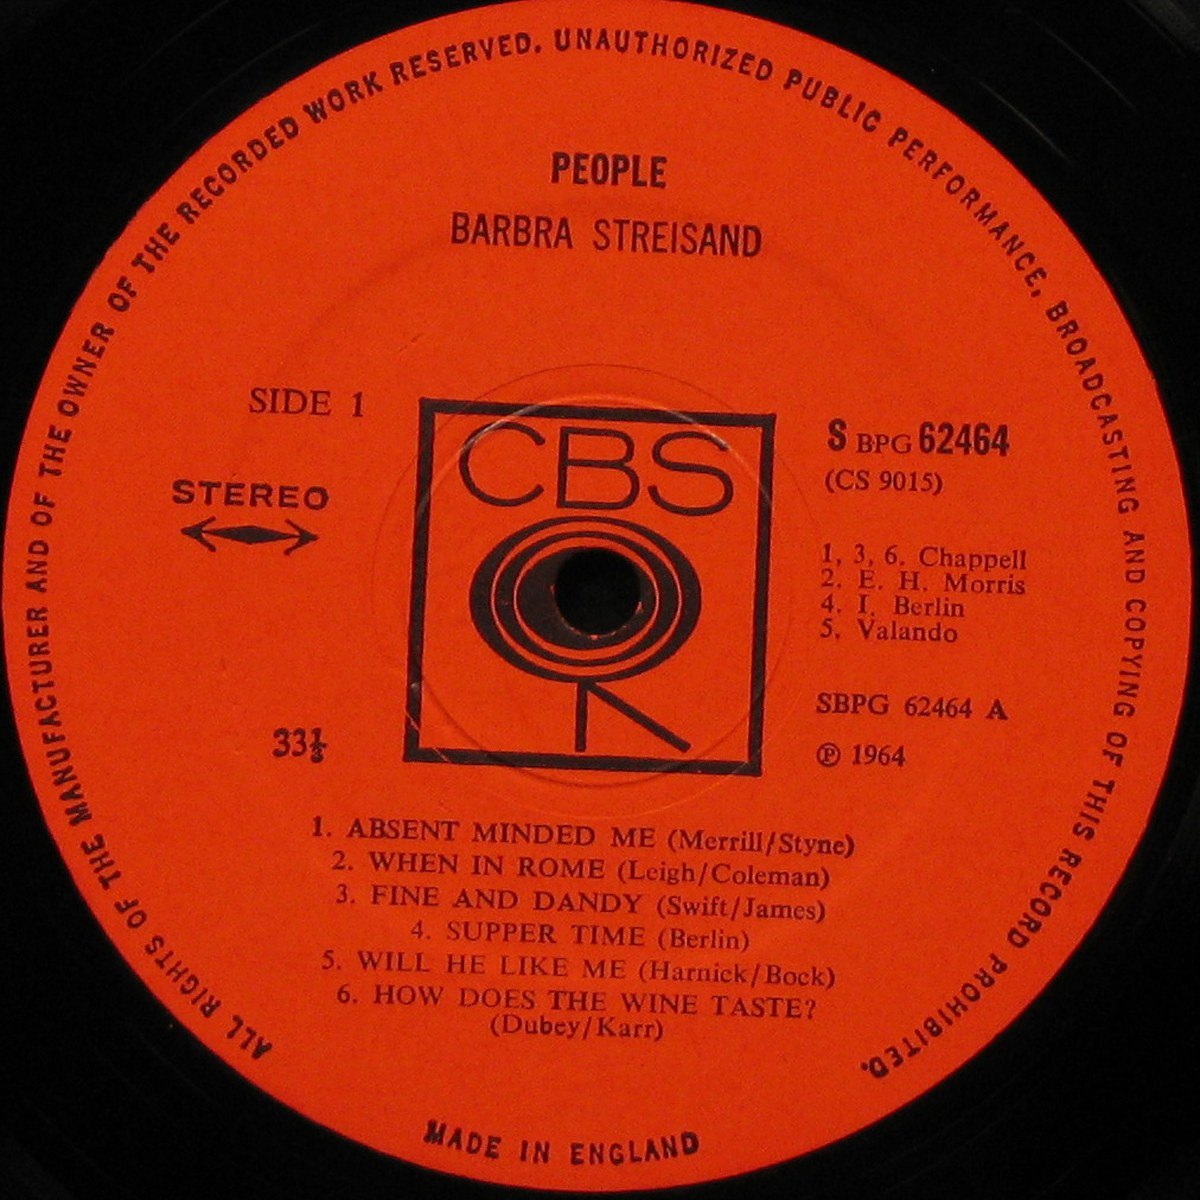 ALL RIGHTS OF THE MANUFACTURER AND OF THE OWNER OF THE RECORDED WORK RESERVED. UNAUTHORIZED PUBLIC PERFORMANCE, BROADCASTING AND COPYING OF THIS RECORD PROHIBITED.
PEOPLE
BARBRA STREISAND
SIDE 1
STEREO
33⅓
CBS
S BPG 62464
(CS 9015)
1, 3, 6. Chappell
2. E. H. Morris
4. I. Berlin
5. Valando
SBPG 62464 A
℗ 1964
1. ABSENT MINDED ME (Merrill/Styne)
2. WHEN IN ROME (Leigh/Coleman)
3. FINE AND DANDY (Swift/James)
4. SUPPER TIME (Berlin)
5. WILL HE LIKE ME (Harnick/Bock)
6. HOW DOES THE WINE TASTE?
(Dubey/Karr)
MADE IN ENGLAND